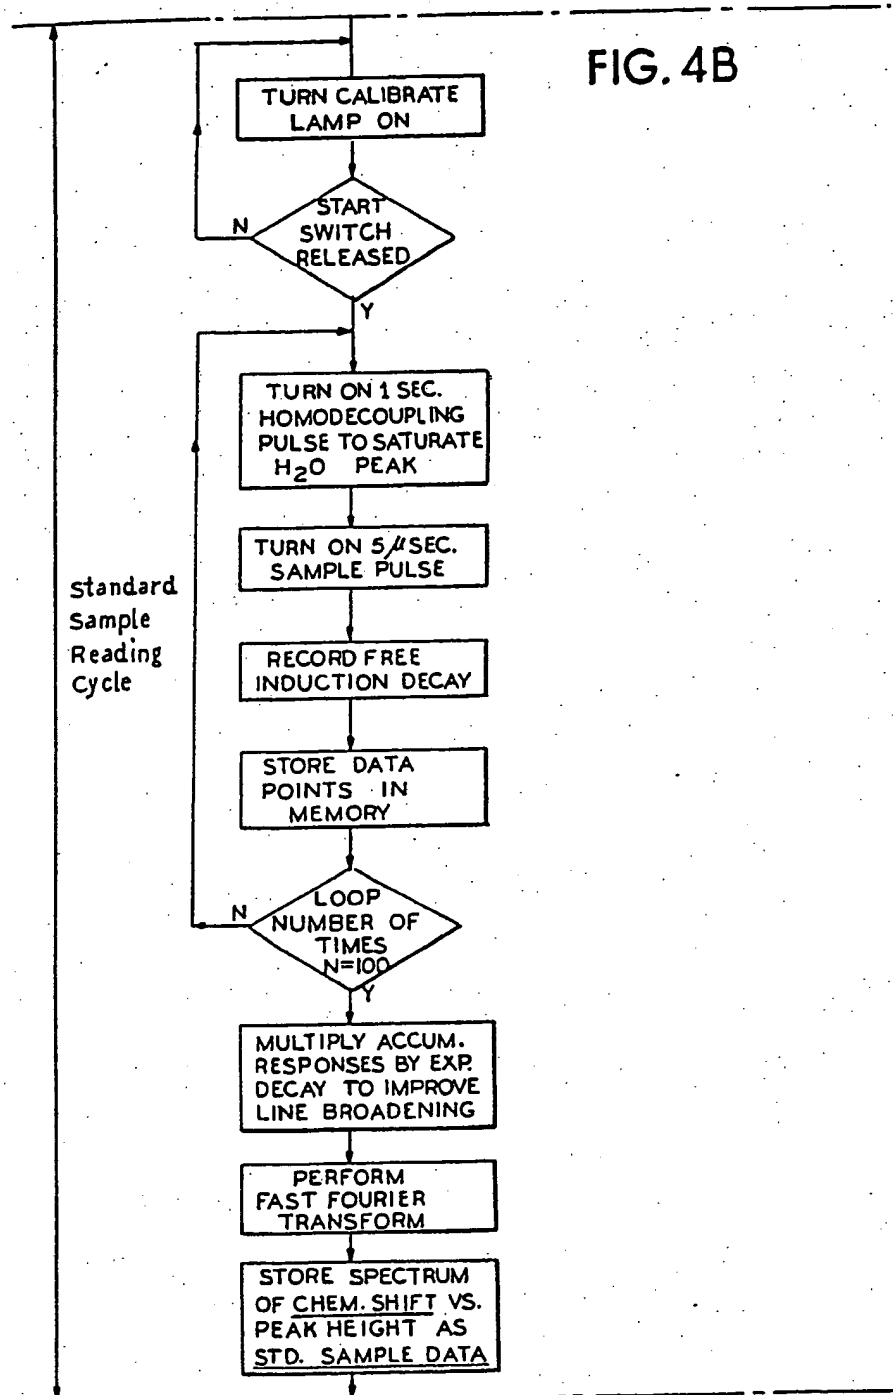 FIG. 4B
TURN CALIBRATE
LAMP ON
START
SWITCH
RELEASED
N
Y
TURN ON 1 SEC.
HOMODECOUPLING
PULSE TO SATURATE
H2O PEAK
TURN ON 5 µSEC.
SAMPLE PULSE
Standard
Sample
Reading
Cycle
RECORD FREE
INDUCTION DECAY
STORE DATA
POINTS IN
MEMORY
LOOP
NUMBER OF
TIMES
N=100
N
Y
MULTIPLY ACCUM.
RESPONSES BY EXP.
DECAY TO IMPROVE
LINE BROADENING
PERFORM
FAST FOURIER
TRANSFORM
STORE SPECTRUM
OF CHEM. SHIFT VS.
PEAK HEIGHT AS
STD. SAMPLE DATA